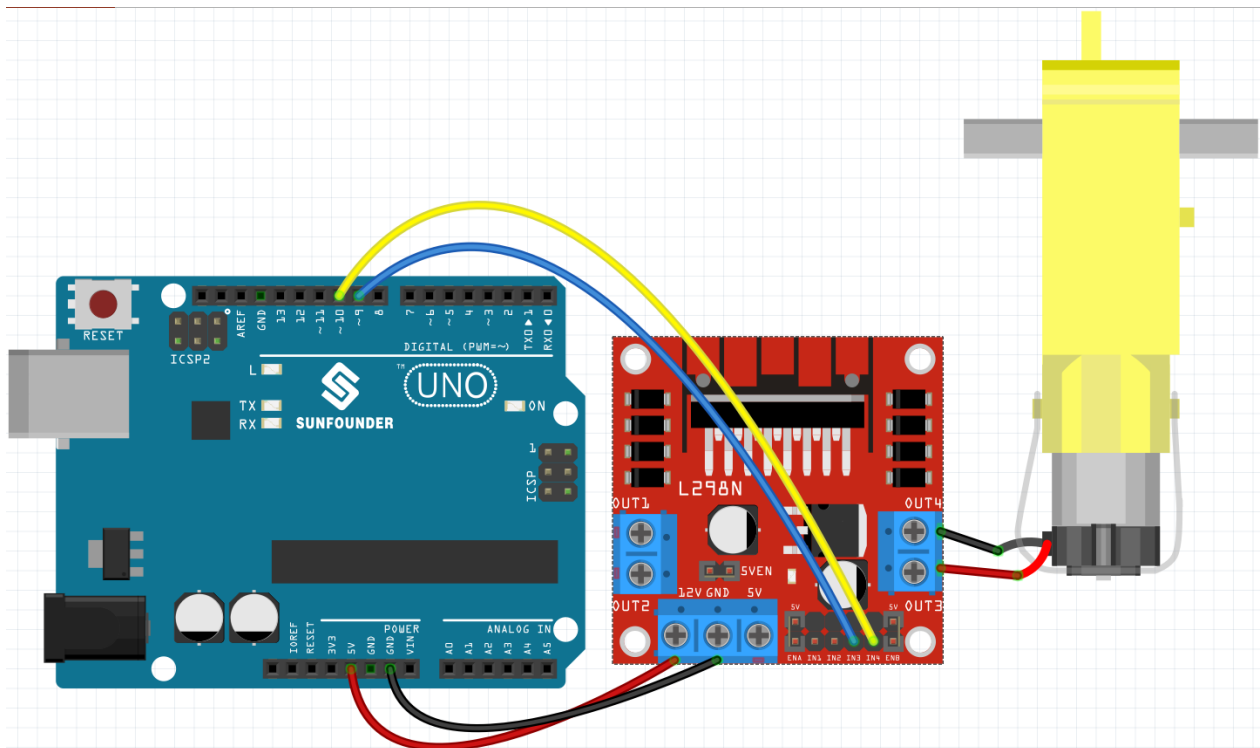 RESET
ICSP2
AREF
GND
13
12
~11
~10
~9
8
7
~6
~5
4
~3
2
TX0▶1
RX0◀0
DIGITAL (PWM=~)
L
TX
RX
SUNFOUNDER
™
UNO
ON
1
ICSP
IOREF
RESET
3V3
5V
GND
GND
VIN
POWER
ANALOG IN
A0
A1
A2
A3
A4
A5
L298N
OUT1
OUT2
OUT4
OUT3
5VEN
12V GND 5V
5V
5V
ENA IN1 IN2 IN3 IN4 ENB